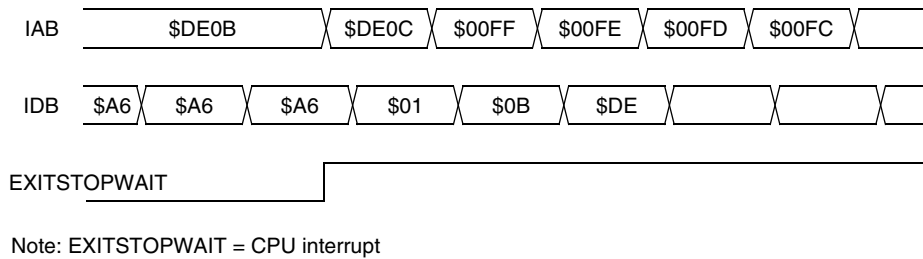 IAB $DE0B $DE0C $00FF $00FE $00FD $00FC
IDB $A6 $A6 $A6 $01 $0B $DE
EXITSTOPWAIT
Note: EXITSTOPWAIT = CPU interrupt